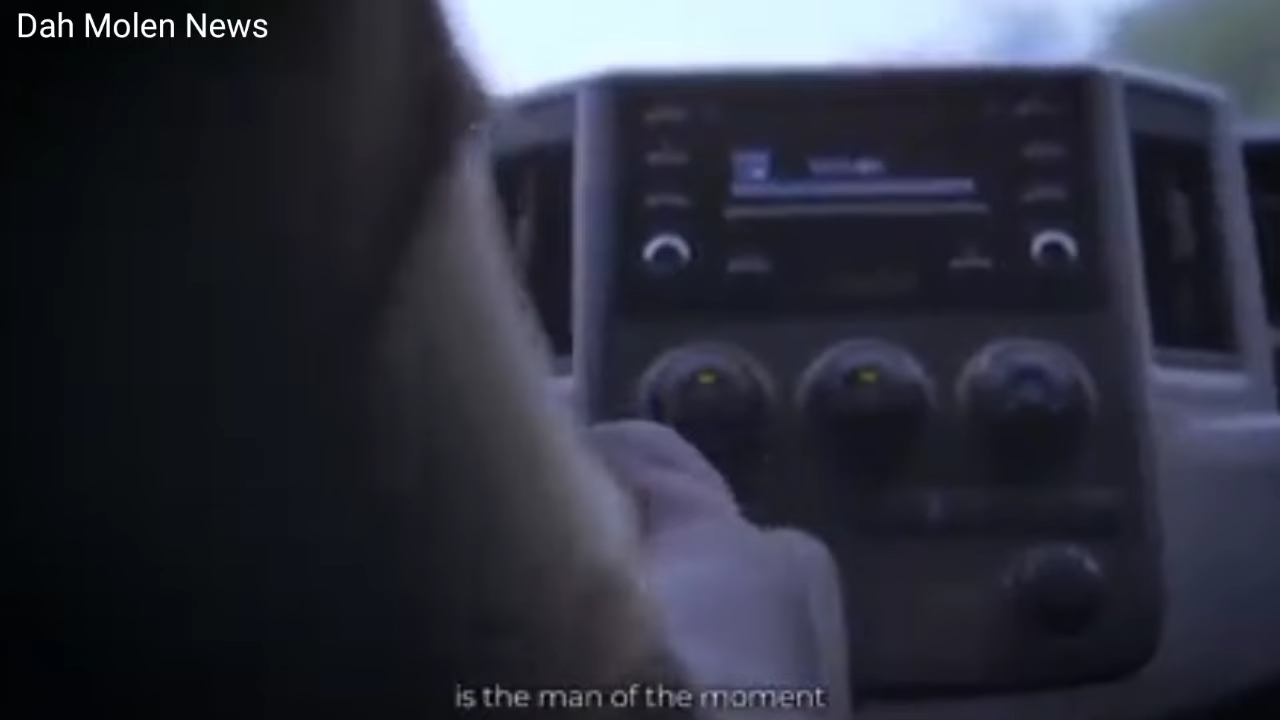 Dah Molen News
is the man of the moment